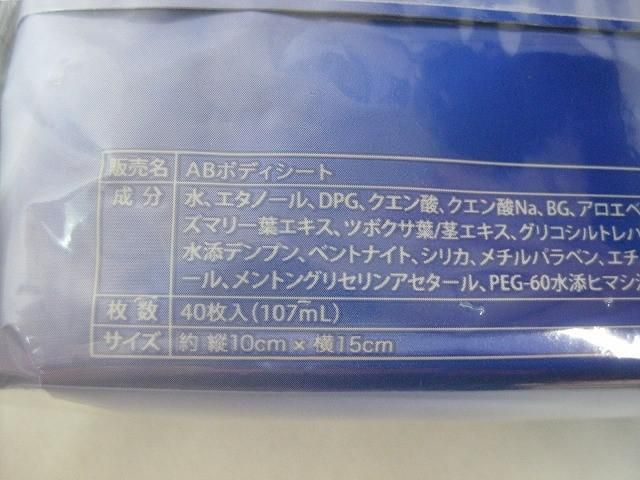 販売名 ABボディシート
成分 水、エタノール、DPG、クエン酸、クエン酸Na、BG、アロエベ
ズマリー葉エキス、ツボクサ葉/茎エキス、グリコシルトレハ
水添デンプン、ベントナイト、シリカ、メチルパラベン、エチ
ール、メントングリセリンアセタール、PEG-60水添ヒマシ
枚数 40枚入(107mL)
サイズ 約 縦10cm×横15cm